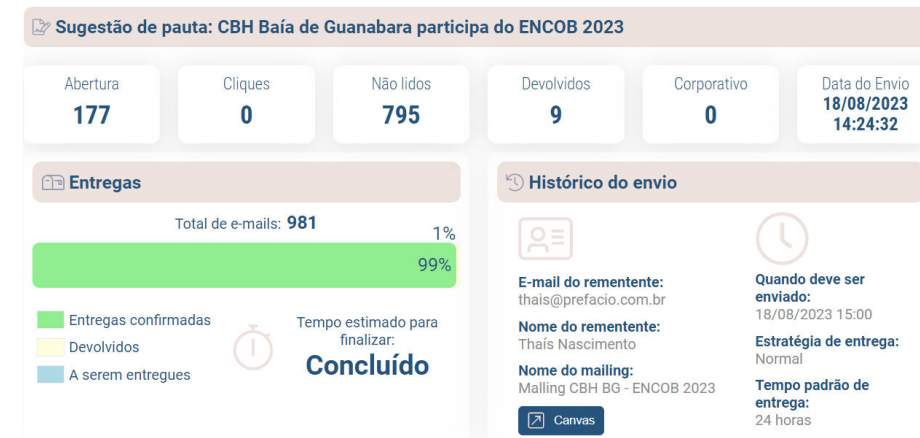 Sugestão de pauta: CBH Baía de Guanabara participa do ENCOB 2023
Abertura
177
Cliques
0
Não lidos
795
Devolvidos
9
Corporativo
0
Data do Envio
18/08/2023
14:24:32
Entregas
Total de e-mails: 981
1%
99%
Entregas confirmadas
Devolvidos
A serem entregues
Tempo estimado para
finalizar:
Concluído
Histórico do envio
E-mail do rementente:
thais@prefacio.com.br
Nome do rementente:
Thaís Nascimento
Nome do mailing:
Malling CBH BG - ENCOB 2023
Canvas
Quando deve ser
enviado:
18/08/2023 15:00
Estratégia de entrega:
Normal
Tempo padrão de
entrega:
24 horas